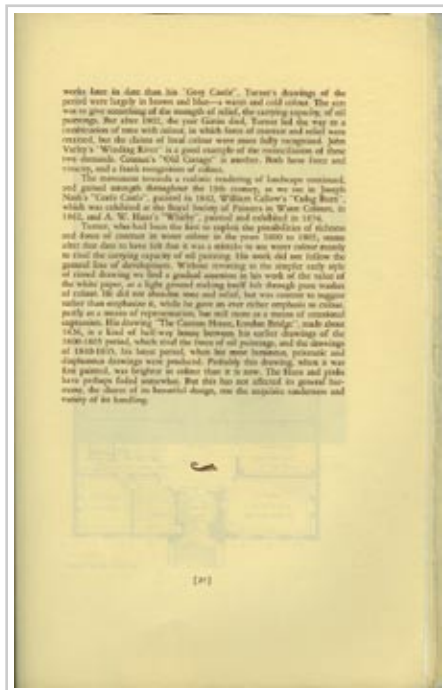 works later in date than his "Grey Castle", Turner's drawings of the
period were largely in brown and blue—a warm and cold colour. The aim
was to give something of the strength of relief, the carrying capacity, of oil
paintings. But after 1802, the year Girtin died, Turner led the way to a
combination of tone with colour, in which force of contrast and relief were
retained, but the claims of local colour were more fully recognised. John
Varley's "Winding River" is a good example of the reconciliation of these
two demands. Cotman's "Old Cottage" is another. Both have force and
veracity, and a frank recognition of colour.
The movement towards a realistic rendering of landscape continued,
and gained strength throughout the 19th century, as we see in Joseph
Nash's "Castle", painted in 1842, William Callow's
which was exhibited at the Royal Society of Painters in Water Colours, in
1862, and A. W. Hunt's "Whitby", painted and exhibited in 1874.
Turner, who had been the first to exploit the possibilities of richness
and force of contrast in water colour in the years 1800 to 1805, seems
after that date to have felt that it was a mistake to use water colour merely
to rival the carrying capacity of oil painting. His work did not follow the
general line of development. Without reverting to the simpler early style
of tinted drawing we find a gradual assertion in his work of the value of
the white paper, as a light ground making itself felt through pure washes
of colour. He did not abandon tone and relief, but was content to suggest
rather than emphasize it, while he gave an ever richer emphasis to colour,
partly as a means of representation, but still more as a means of emotional
expression. His drawing "The Custom House, London Bridge", made about
is a kind of half-way house between his earlier drawings of the
period, which rival the force of oil paintings, and the drawings
of his latest period, when his most luminous, prismatic and
diaphanous drawings were produced. Probably this drawing, when it was
first painted, was brighter in colour than it is now. The blues and pinks
have perhaps faded somewhat. But this has not affected its general har-
mony, the charm of its beautiful design, nor the exquisite tenderness and
variety of its handling.